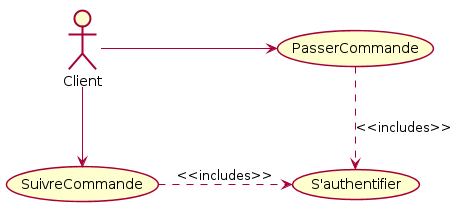 PasserCommande
Client
<<includes>>
<<includes>>
SuivreCommande
S'authentifier